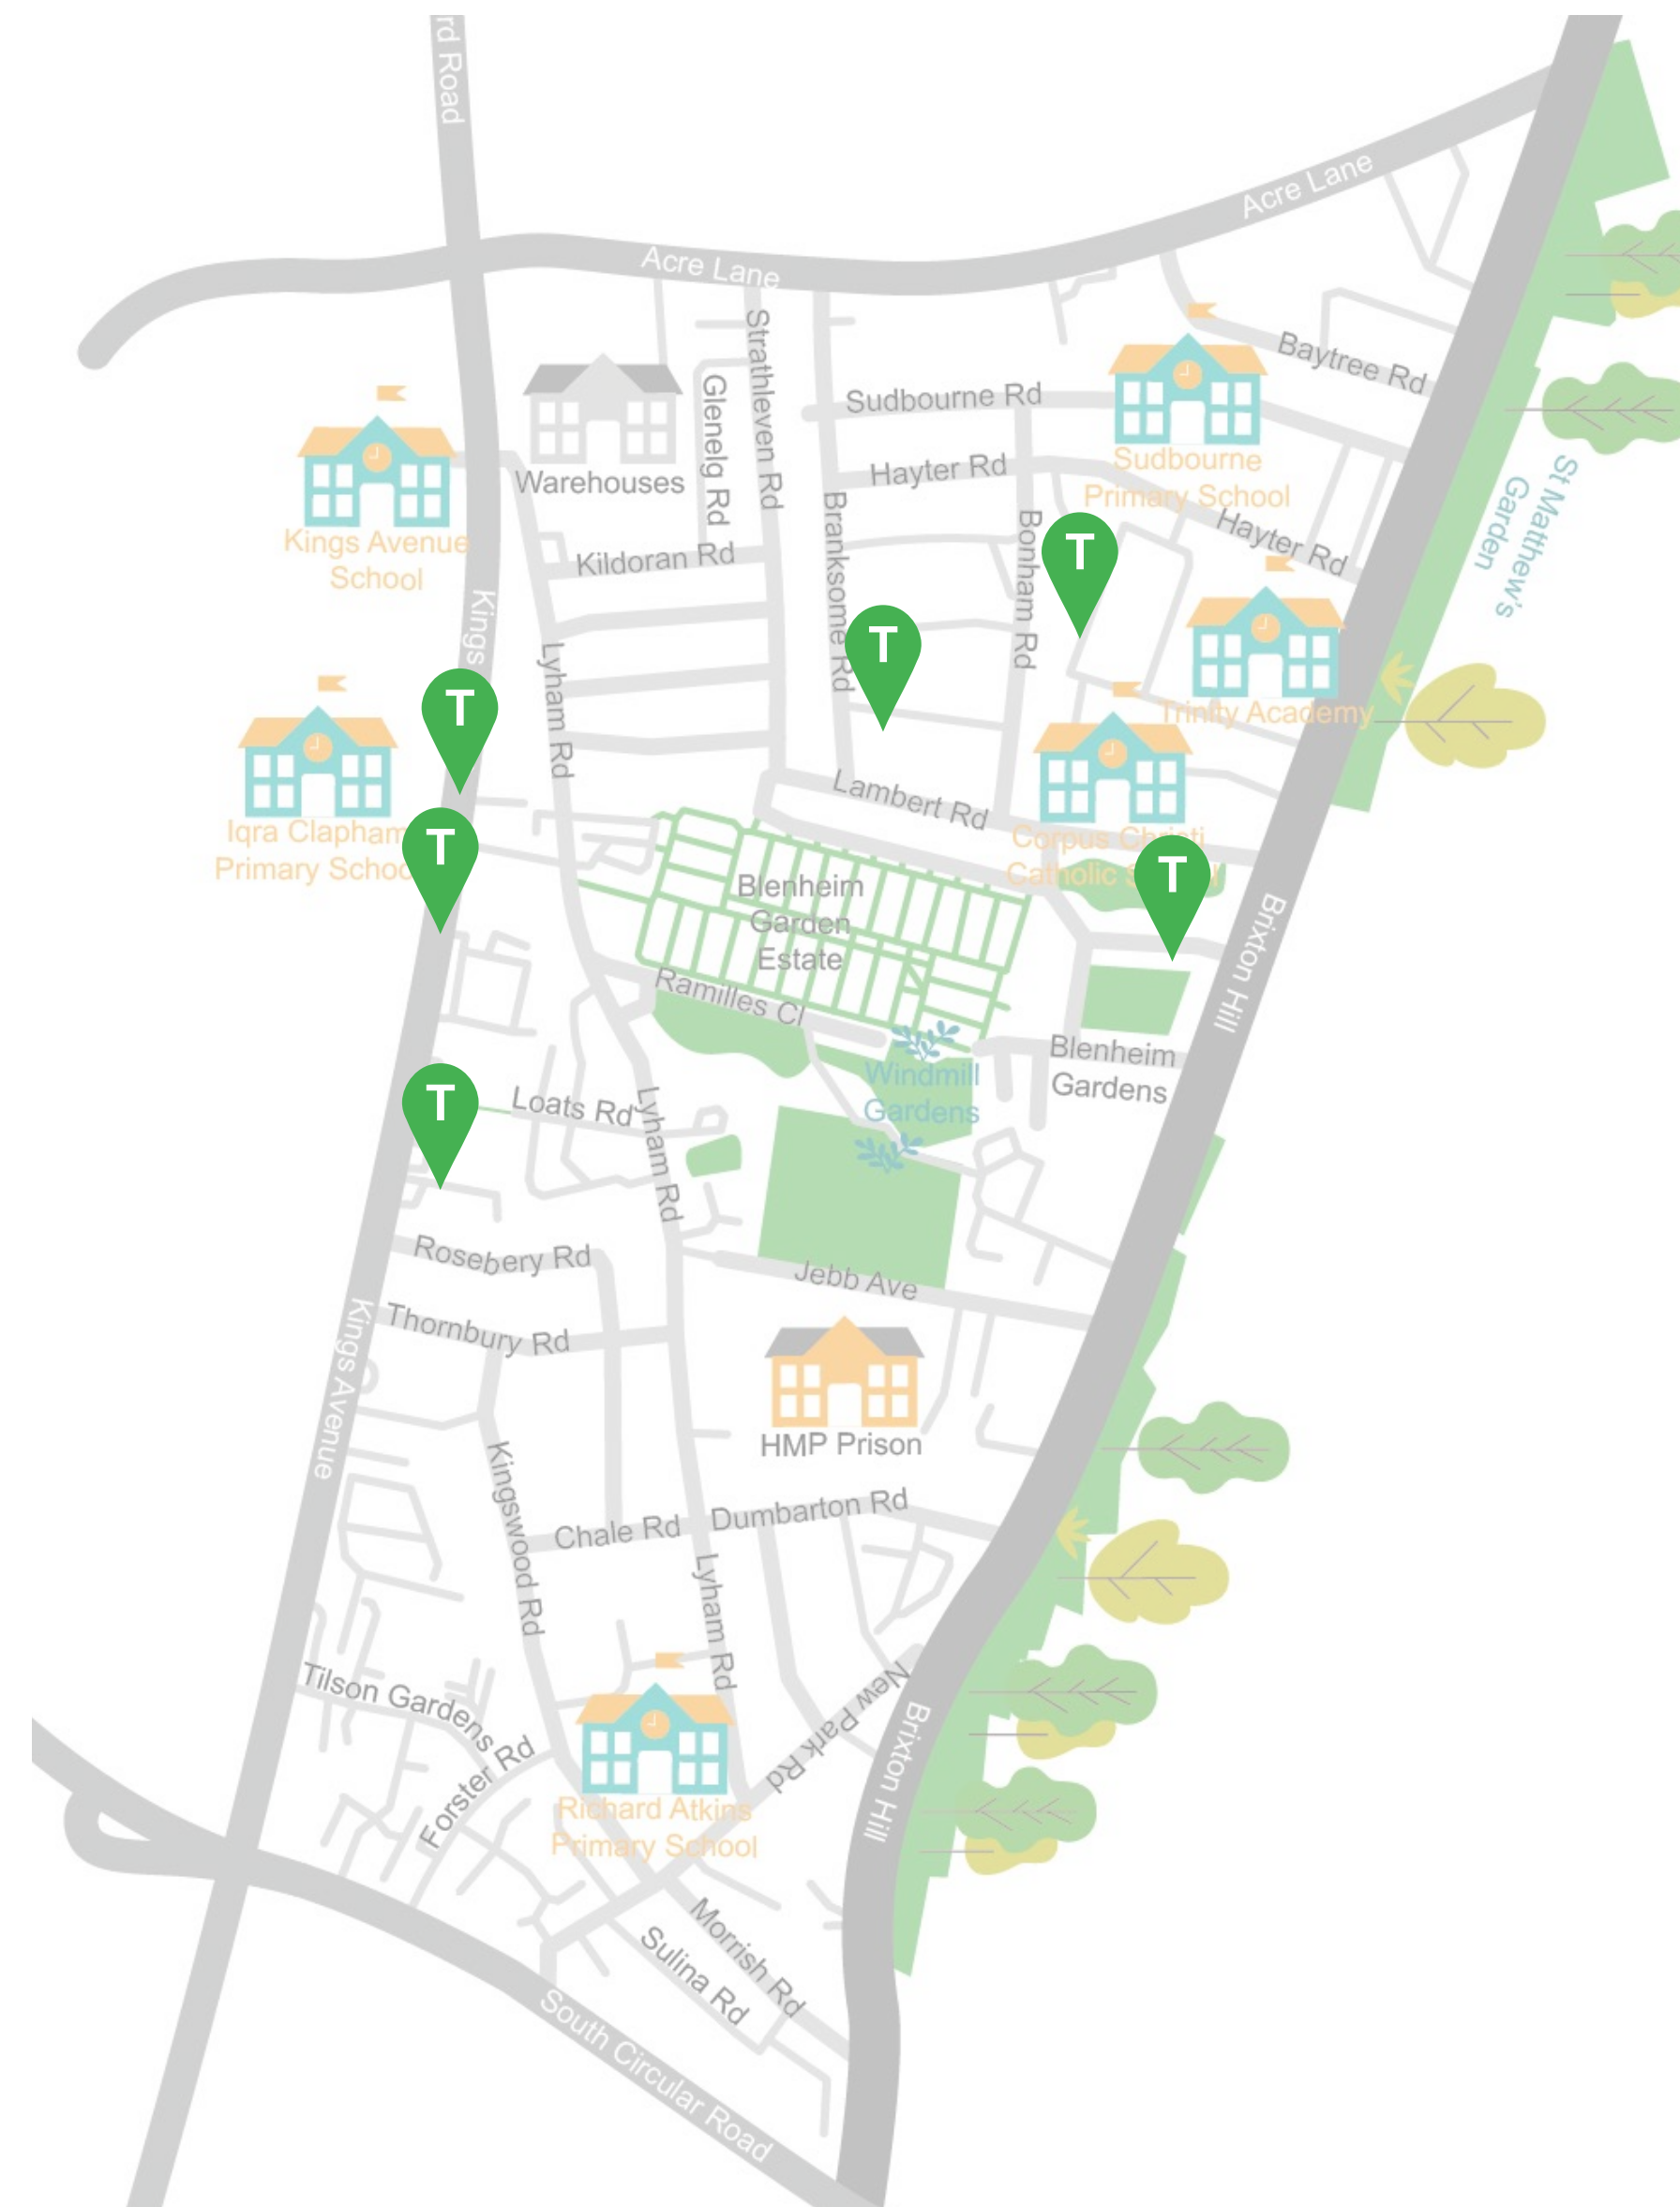 rd Road
Acre Lane
Acre Lane
Strathleven Rd
Glenelg Rd
Baytree Rd
Sudbourne Rd
Hayter Rd
Sudbourne
Primary School
Warehouses
Kings Avenue
School
Kildoran Rd
Branksome Rd
Bonham Rd
Hayter Rd
St Matthew's
Garden
T
T
Kings
Lyham Rd
T
Trinity Academy
Lambert Rd
Iqra Clapham
Primary Schoo
T
Corpus Christi
Catholic
T
Blenheim
Garden
Estate
Brixton Hill
Ramilles Cl
Windmill
Gardens
Blenheim
Gardens
T
Loats Rd
Lyham Rd
Rosebery Rd
Jebb Ave
Thornbury Rd
Kings Avenue
HMP Prison
Kingswood Rd
Chale Rd
Dumbarton Rd
Lyham Rd
Tilson Gardens
New Park Rd
Forster Rd
Brixton Hill
Richard Atkins
Primary School
Morrish Rd
Sulina Rd
South Circular Road